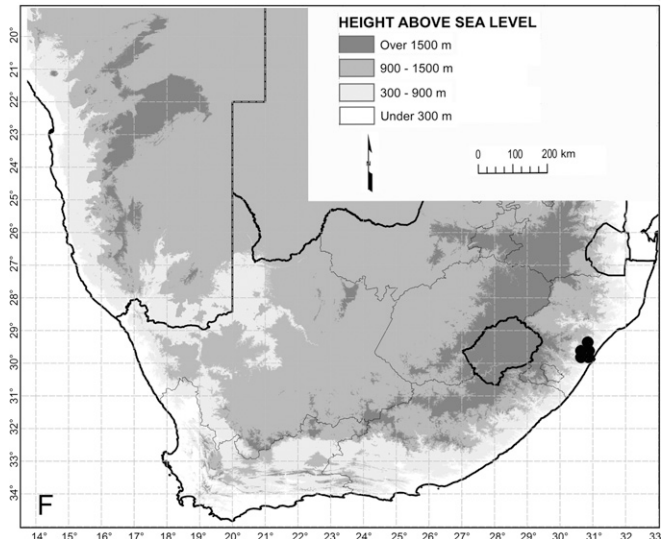 HEIGHT ABOVE SEA LEVEL
Over 1500 m
900 - 1500 m
300 - 900 m
Under 300 m
N
0 100 200 km
20°
21°
22°
23°
24°
25°
26°
27°
28°
29°
30°
31°
32°
33°
34°
F
14° 15° 16° 17° 18° 19° 20° 21° 22° 23° 24° 25° 26° 27° 28° 29° 30° 31° 32° 33